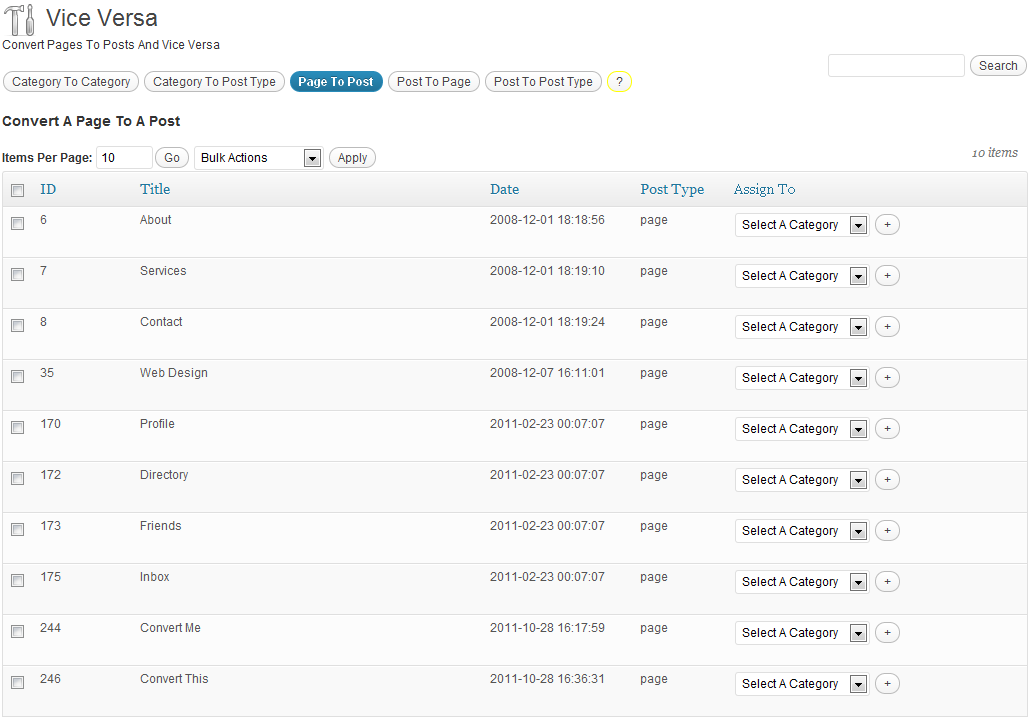 Vice Versa
Convert Pages To Posts And Vice Versa
Search
Category To Category Category To Post Type Page To Post Post To Page Post To Post Type ?
Convert A Page To A Post
Items Per Page: 10 Go Bulk Actions Apply 10 items
ID Title Date Post Type Assign To
6 About 2008-12-01 18:18:56 page Select A Category +
7 Services 2008-12-01 18:19:10 page Select A Category +
8 Contact 2008-12-01 18:19:24 page Select A Category +
35 Web Design 2008-12-07 16:11:01 page Select A Category +
170 Profile 2011-02-23 00:07:07 page Select A Category +
172 Directory 2011-02-23 00:07:07 page Select A Category +
173 Friends 2011-02-23 00:07:07 page Select A Category +
175 Inbox 2011-02-23 00:07:07 page Select A Category +
244 Convert Me 2011-10-28 16:17:59 page Select A Category +
246 Convert This 2011-10-28 16:36:31 page Select A Category +